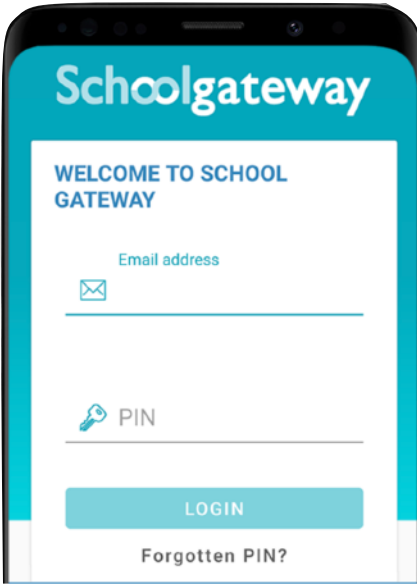 Schoolgateway
WELCOME TO SCHOOL
GATEWAY
Email address
PIN
LOGIN
Forgotten PIN?